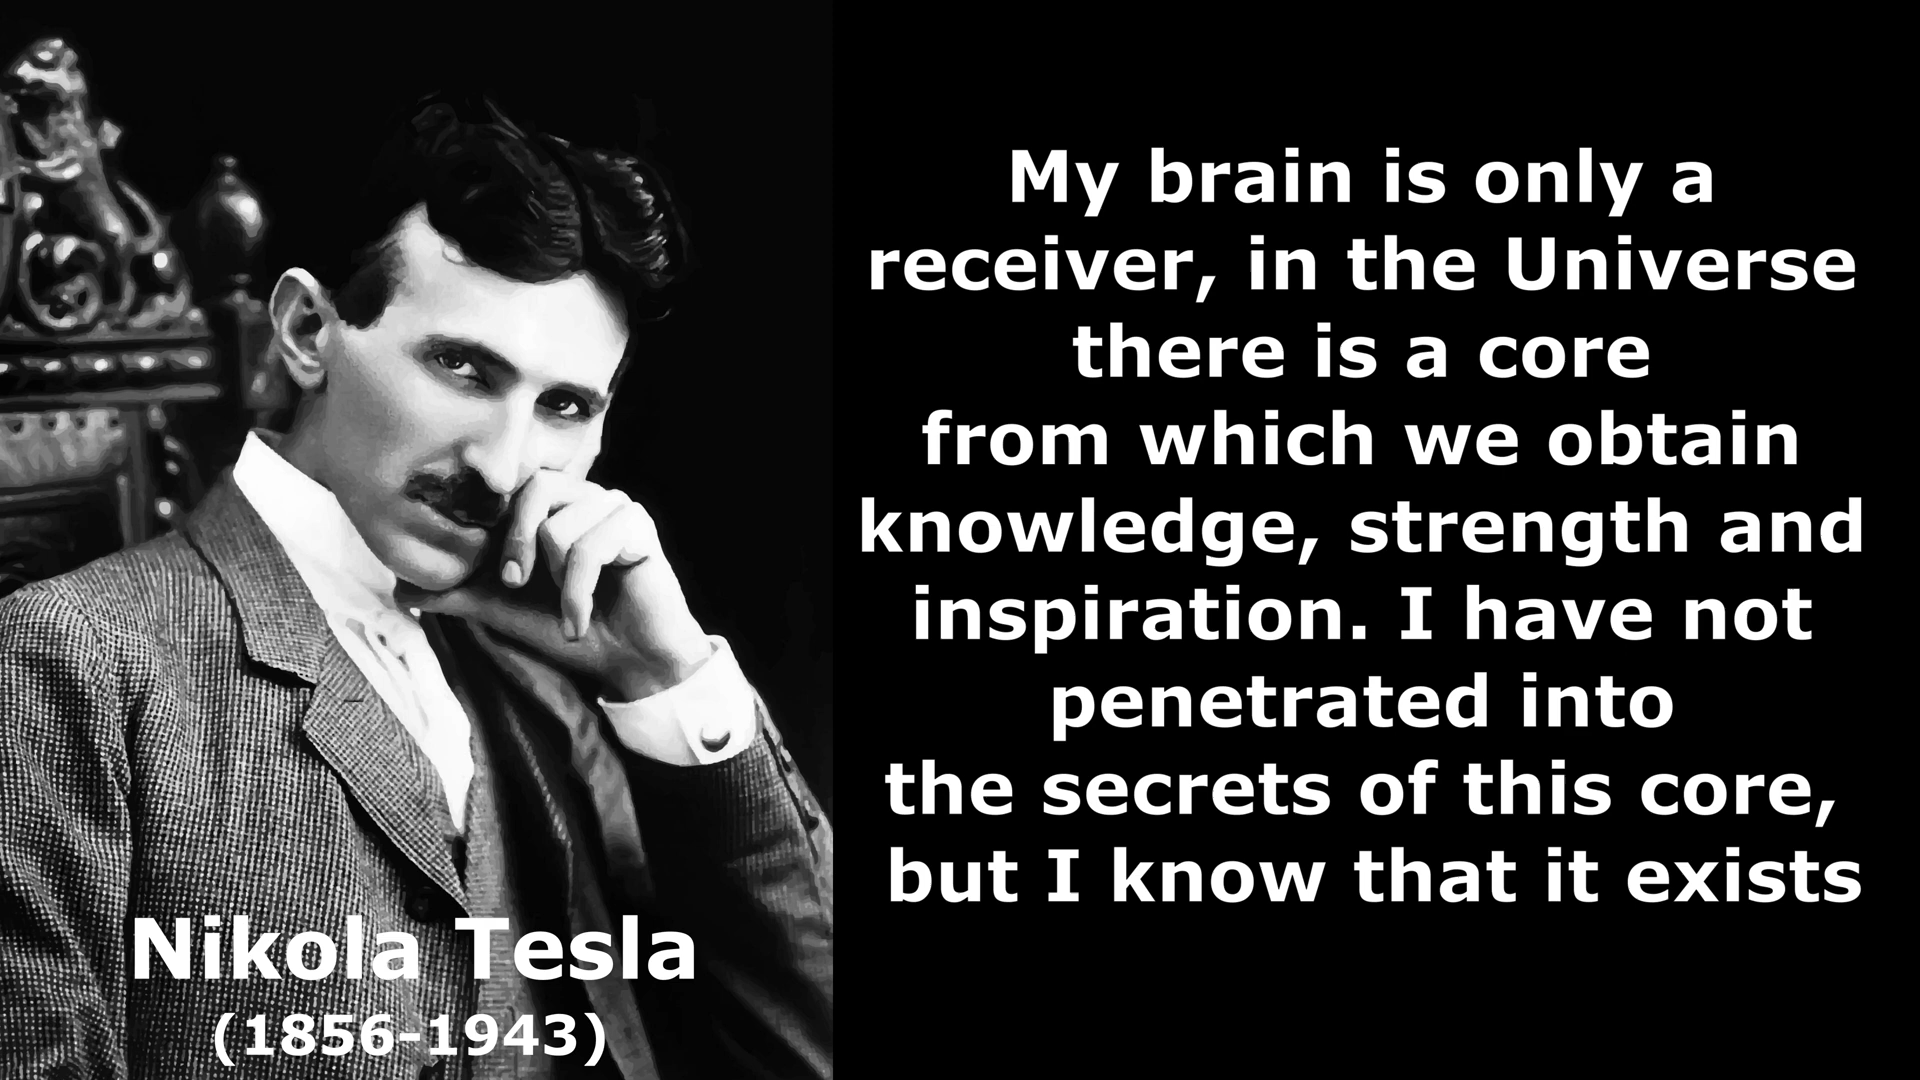 My brain is only a
receiver, in the Universe
there is a core
from which we obtain
knowledge, strength and
inspiration. I have not
penetrated into
the secrets of this core,
but I know that it exists
Nikola Tesla
(1856-1943)